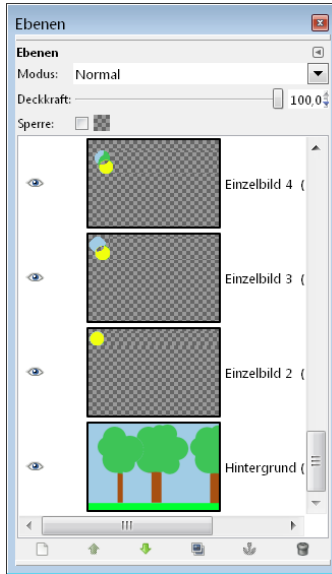 Ebenen
Ebenen
Modus: Normal
Deckkraft: 100,0
Sperre:
Einzelbild 4 (
Einzelbild 3 (
Einzelbild 2 (
Hintergrund (